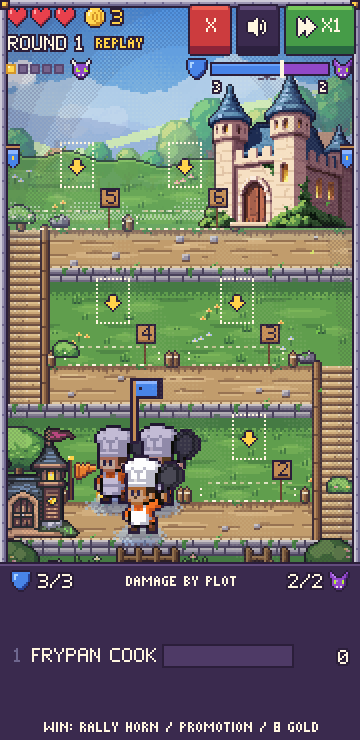 3
X
X1
ROUND 1 REPLAY
3 2
5 6
4 3
2
3/3 DAMAGE BY PLOT 2/2
1 FRYPAN COOK 0
WIN: RALLY HORN / PROMOTION / 8 GOLD